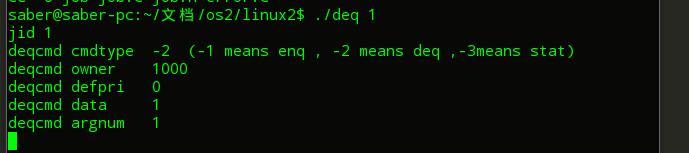 saber@saber-pc:~/文档/os2/linux2$ ./deq 1
jid 1
deqcmd cmdtype  -2  (-1 means enq , -2 means deq ,-3means stat)
deqcmd owner    1000
deqcmd defpri   0
deqcmd data     1
deqcmd argnum   1